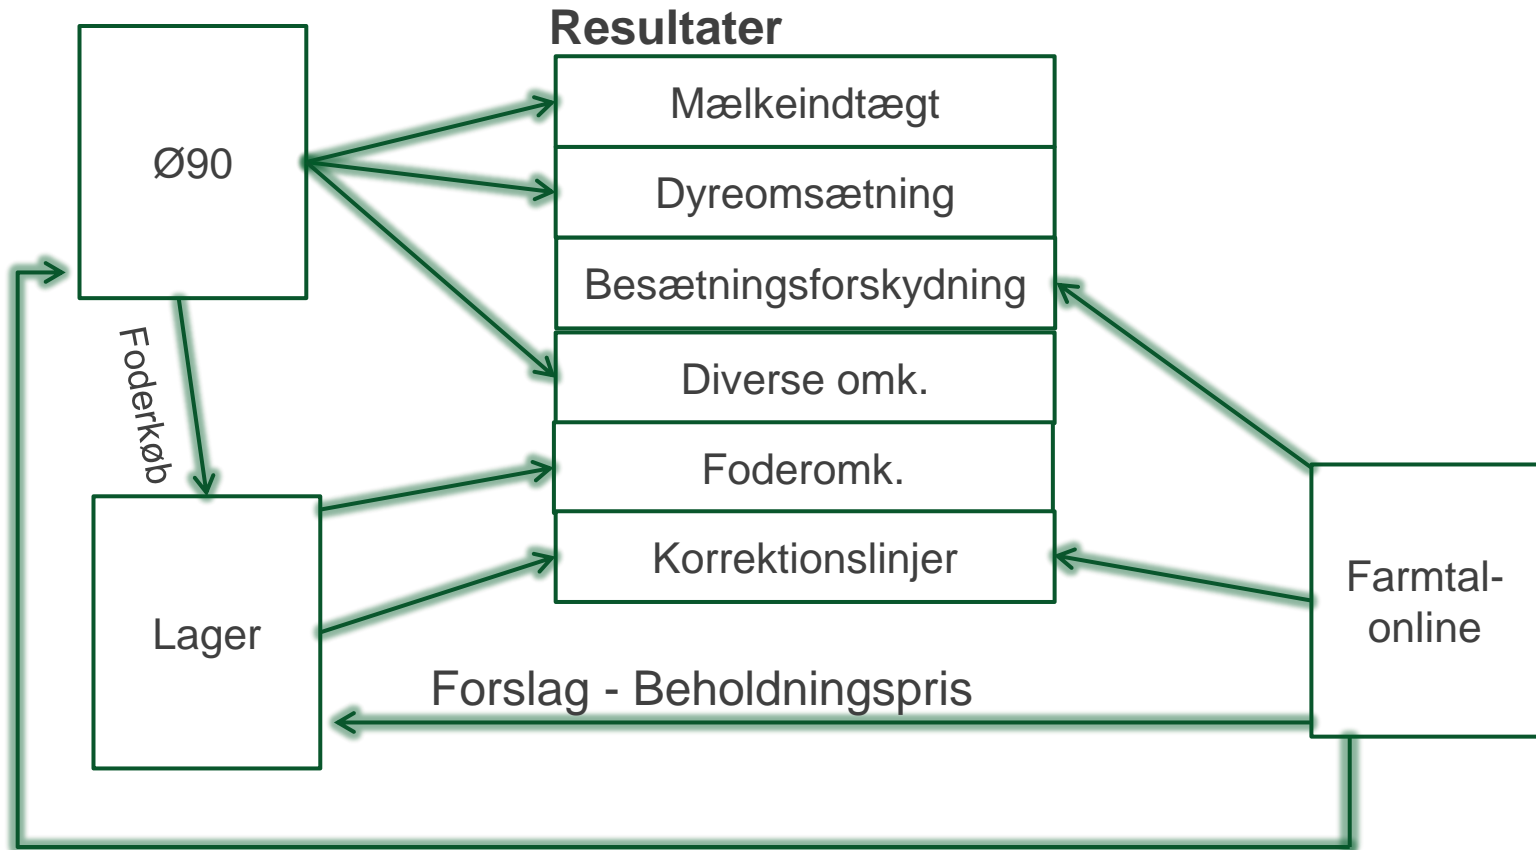 Resultater
Ø90
Mælkeindtægt
Dyreomsætning
Besætningsforskydning
Diverse omk.
Foderomk.
Korrektionslinjer
Foderkøb
Lager
Farmtal-
online
Forslag - Beholdningspris